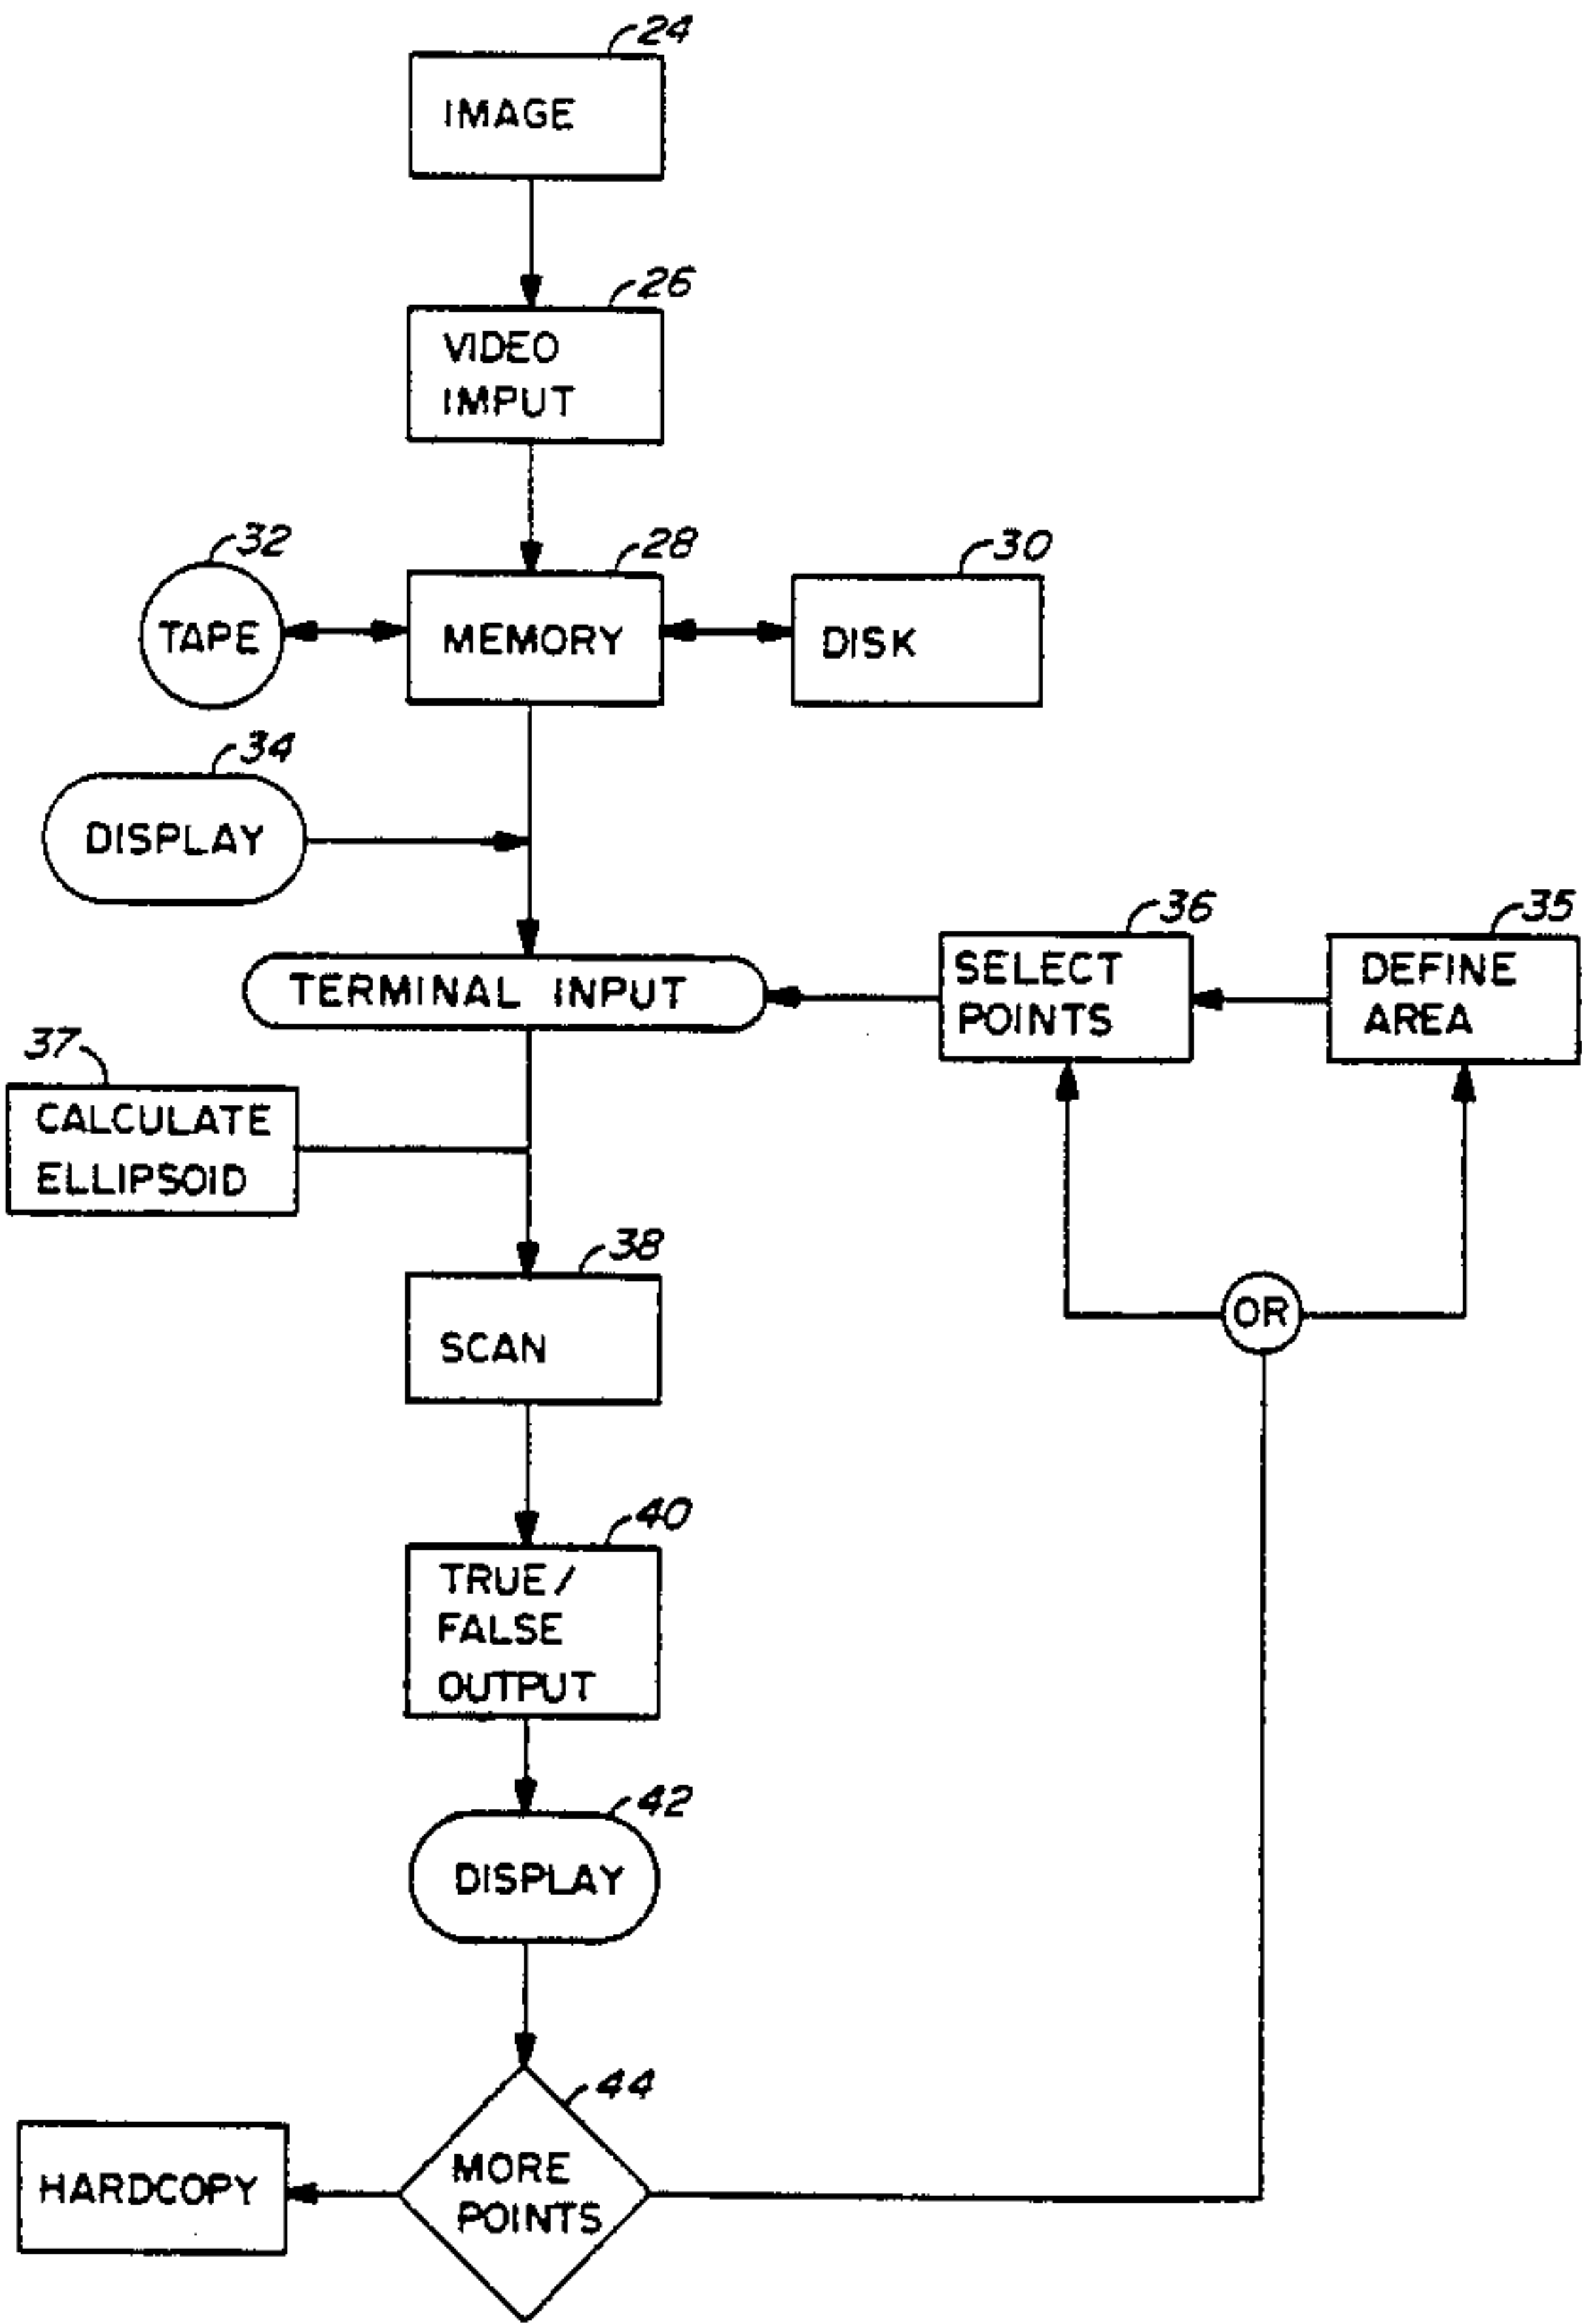 24
IMAGE
26
VIDEO
IMPUT
32
TAPE
28
MEMORY
30
DISK
34
DISPLAY
TERMINAL INPUT
36
SELECT
POINTS
35
DEFINE
AREA
37
CALCULATE
ELLIPSOID
OR
38
SCAN
40
TRUE/
FALSE
OUTPUT
42
DISPLAY
44
MORE
POINTS
HARDCOPY